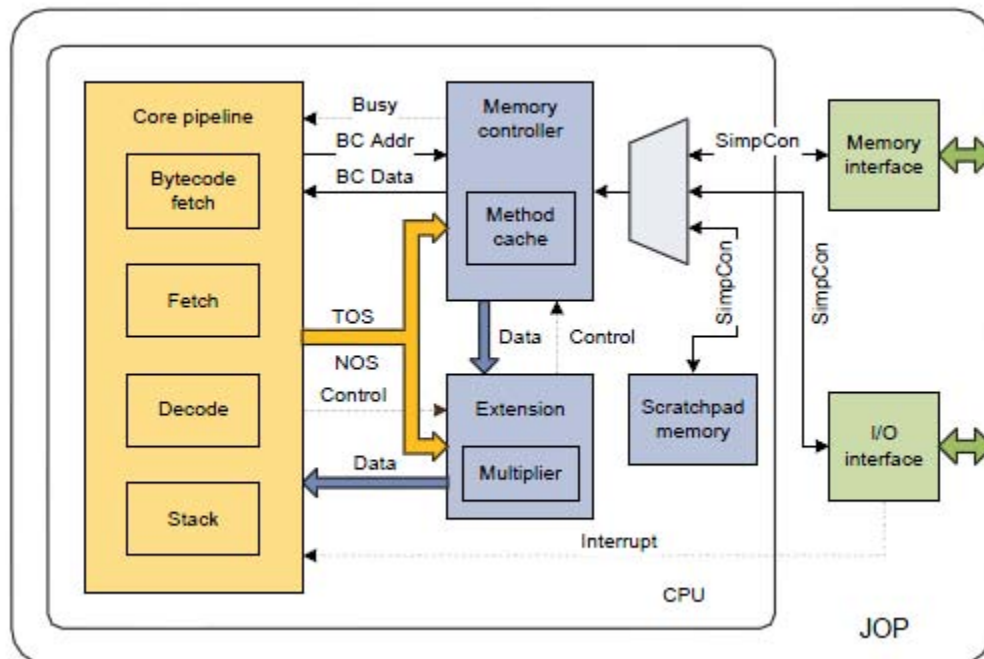 Core pipeline
Bytecode
fetch
Fetch
Decode
Stack
Busy
BC Addr
BC Data
TOS
NOS
Control
Data
Memory
controller
Method
cache
Data
Control
Extension
Multiplier
SimpCon
SimpCon
Scratchpad
memory
SimpCon
Memory
interface
I/O
interface
Interrupt
CPU
JOP